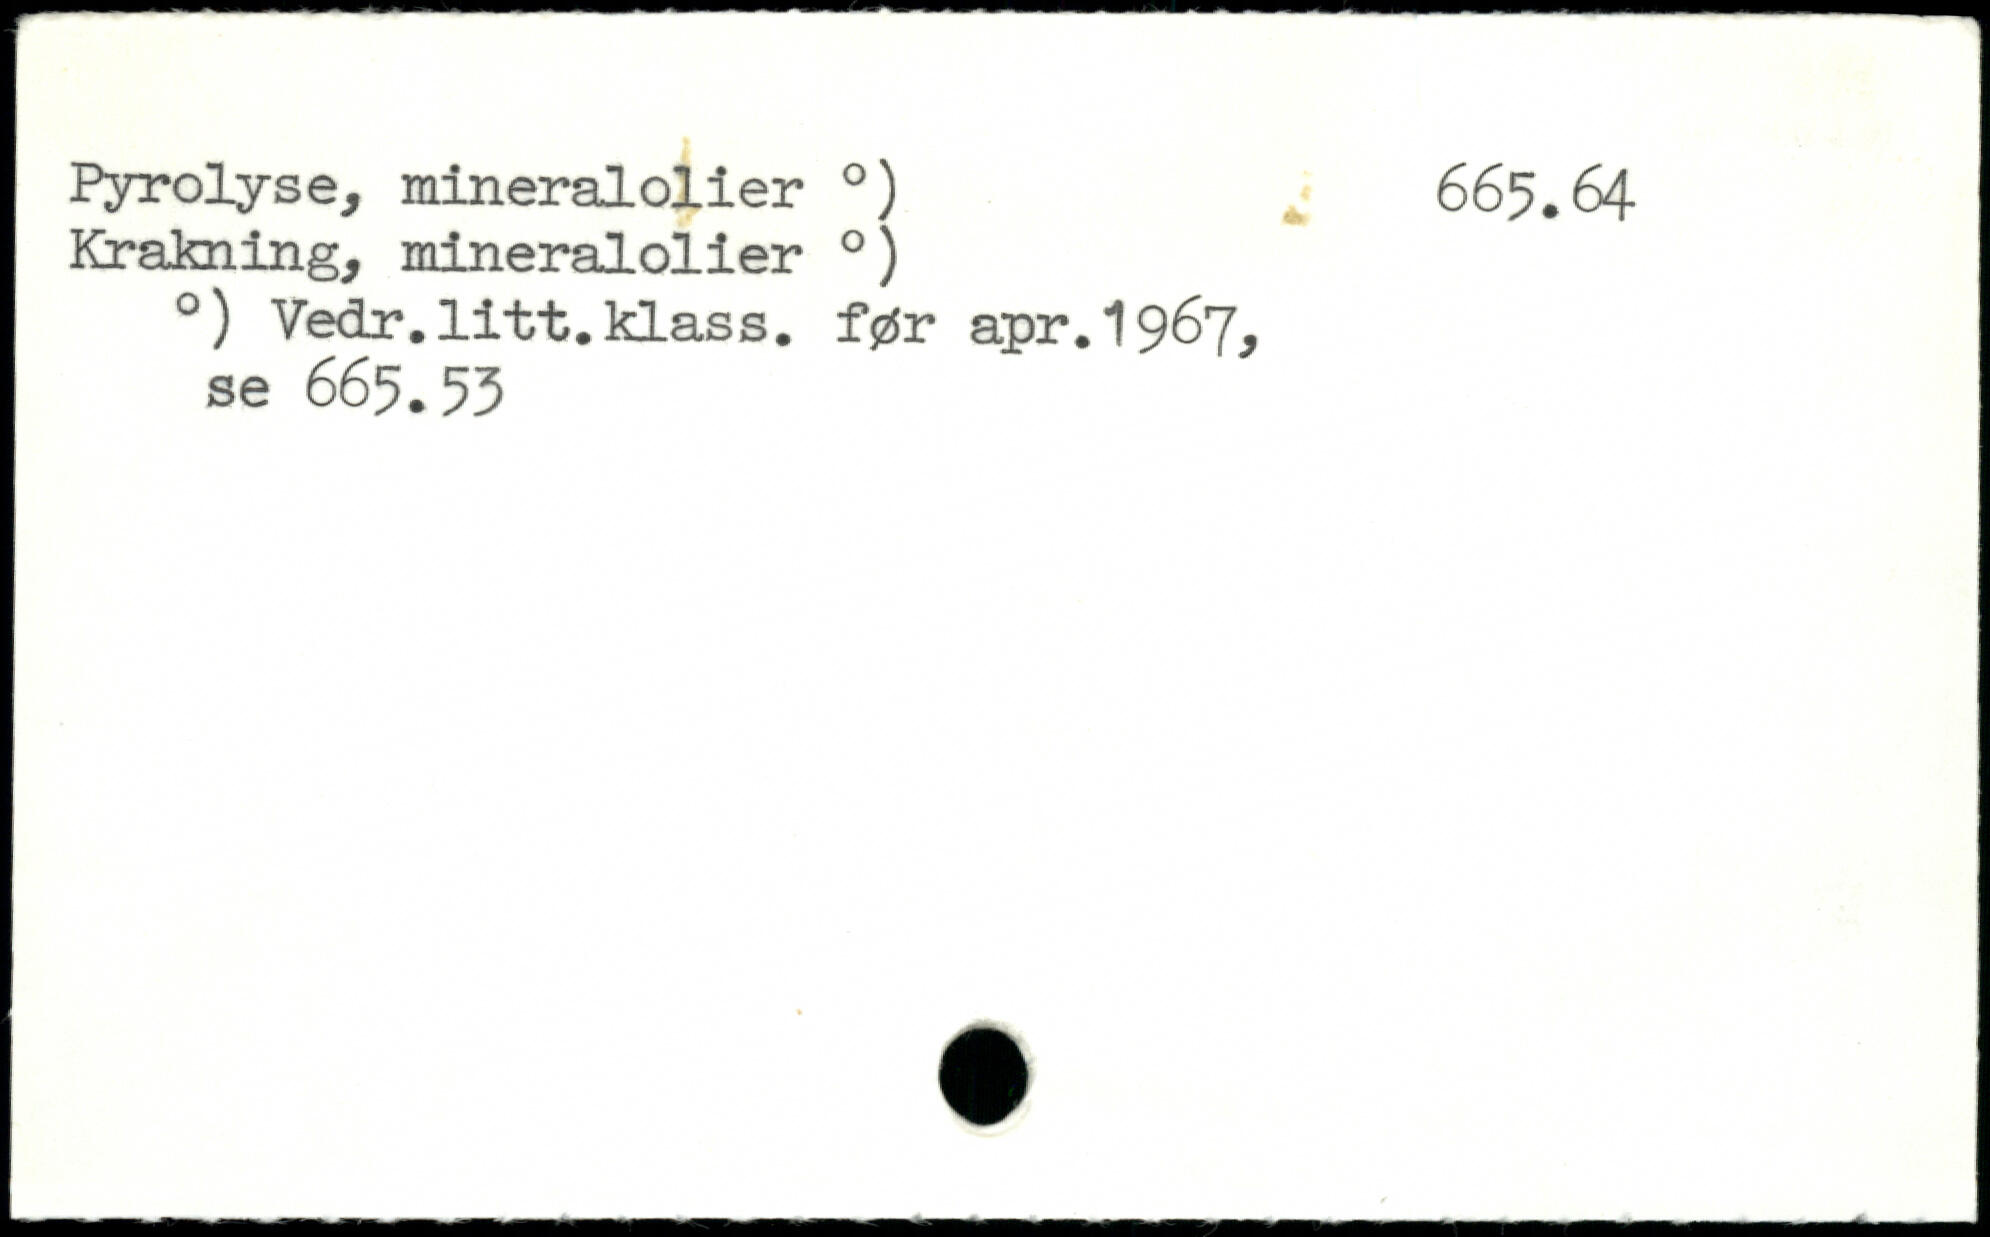 Pyrolyse, mineralolier °) 665.64
Krakning, mineralolier °)
°) Vedr.litt.klass. før apr.1967,
se 665.53